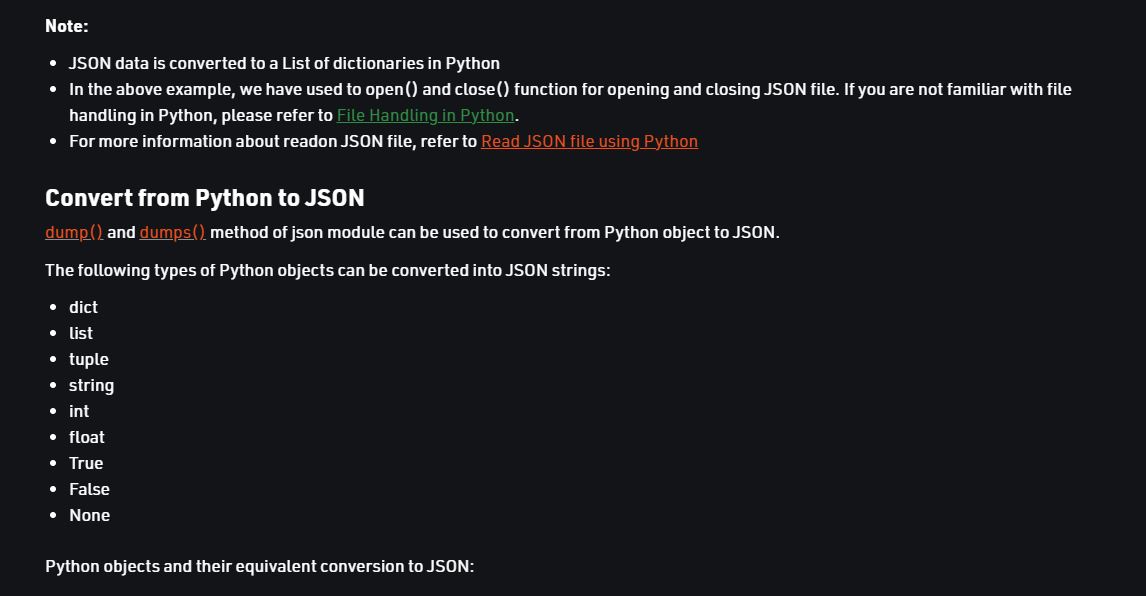 Note:
JSON data is converted to a List of dictionaries in Python
In the above example, we have used to open() and close() function for opening and closing JSON file. If you are not familiar with file
handling in Python, please refer to File Handling in Python.
For more information about readon JSON file, refer to Read JSON file using Python
Convert from Python to JSON
dump() and dumps() method of json module can be used to convert from Python object to JSON.
The following types of Python objects can be converted into JSON strings:
dict
list
tuple
string
int
float
True
False
None
Python objects and their equivalent conversion to JSON: